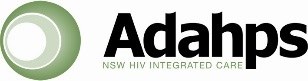 Adahps
NSW HIV INTEGRATED CARE